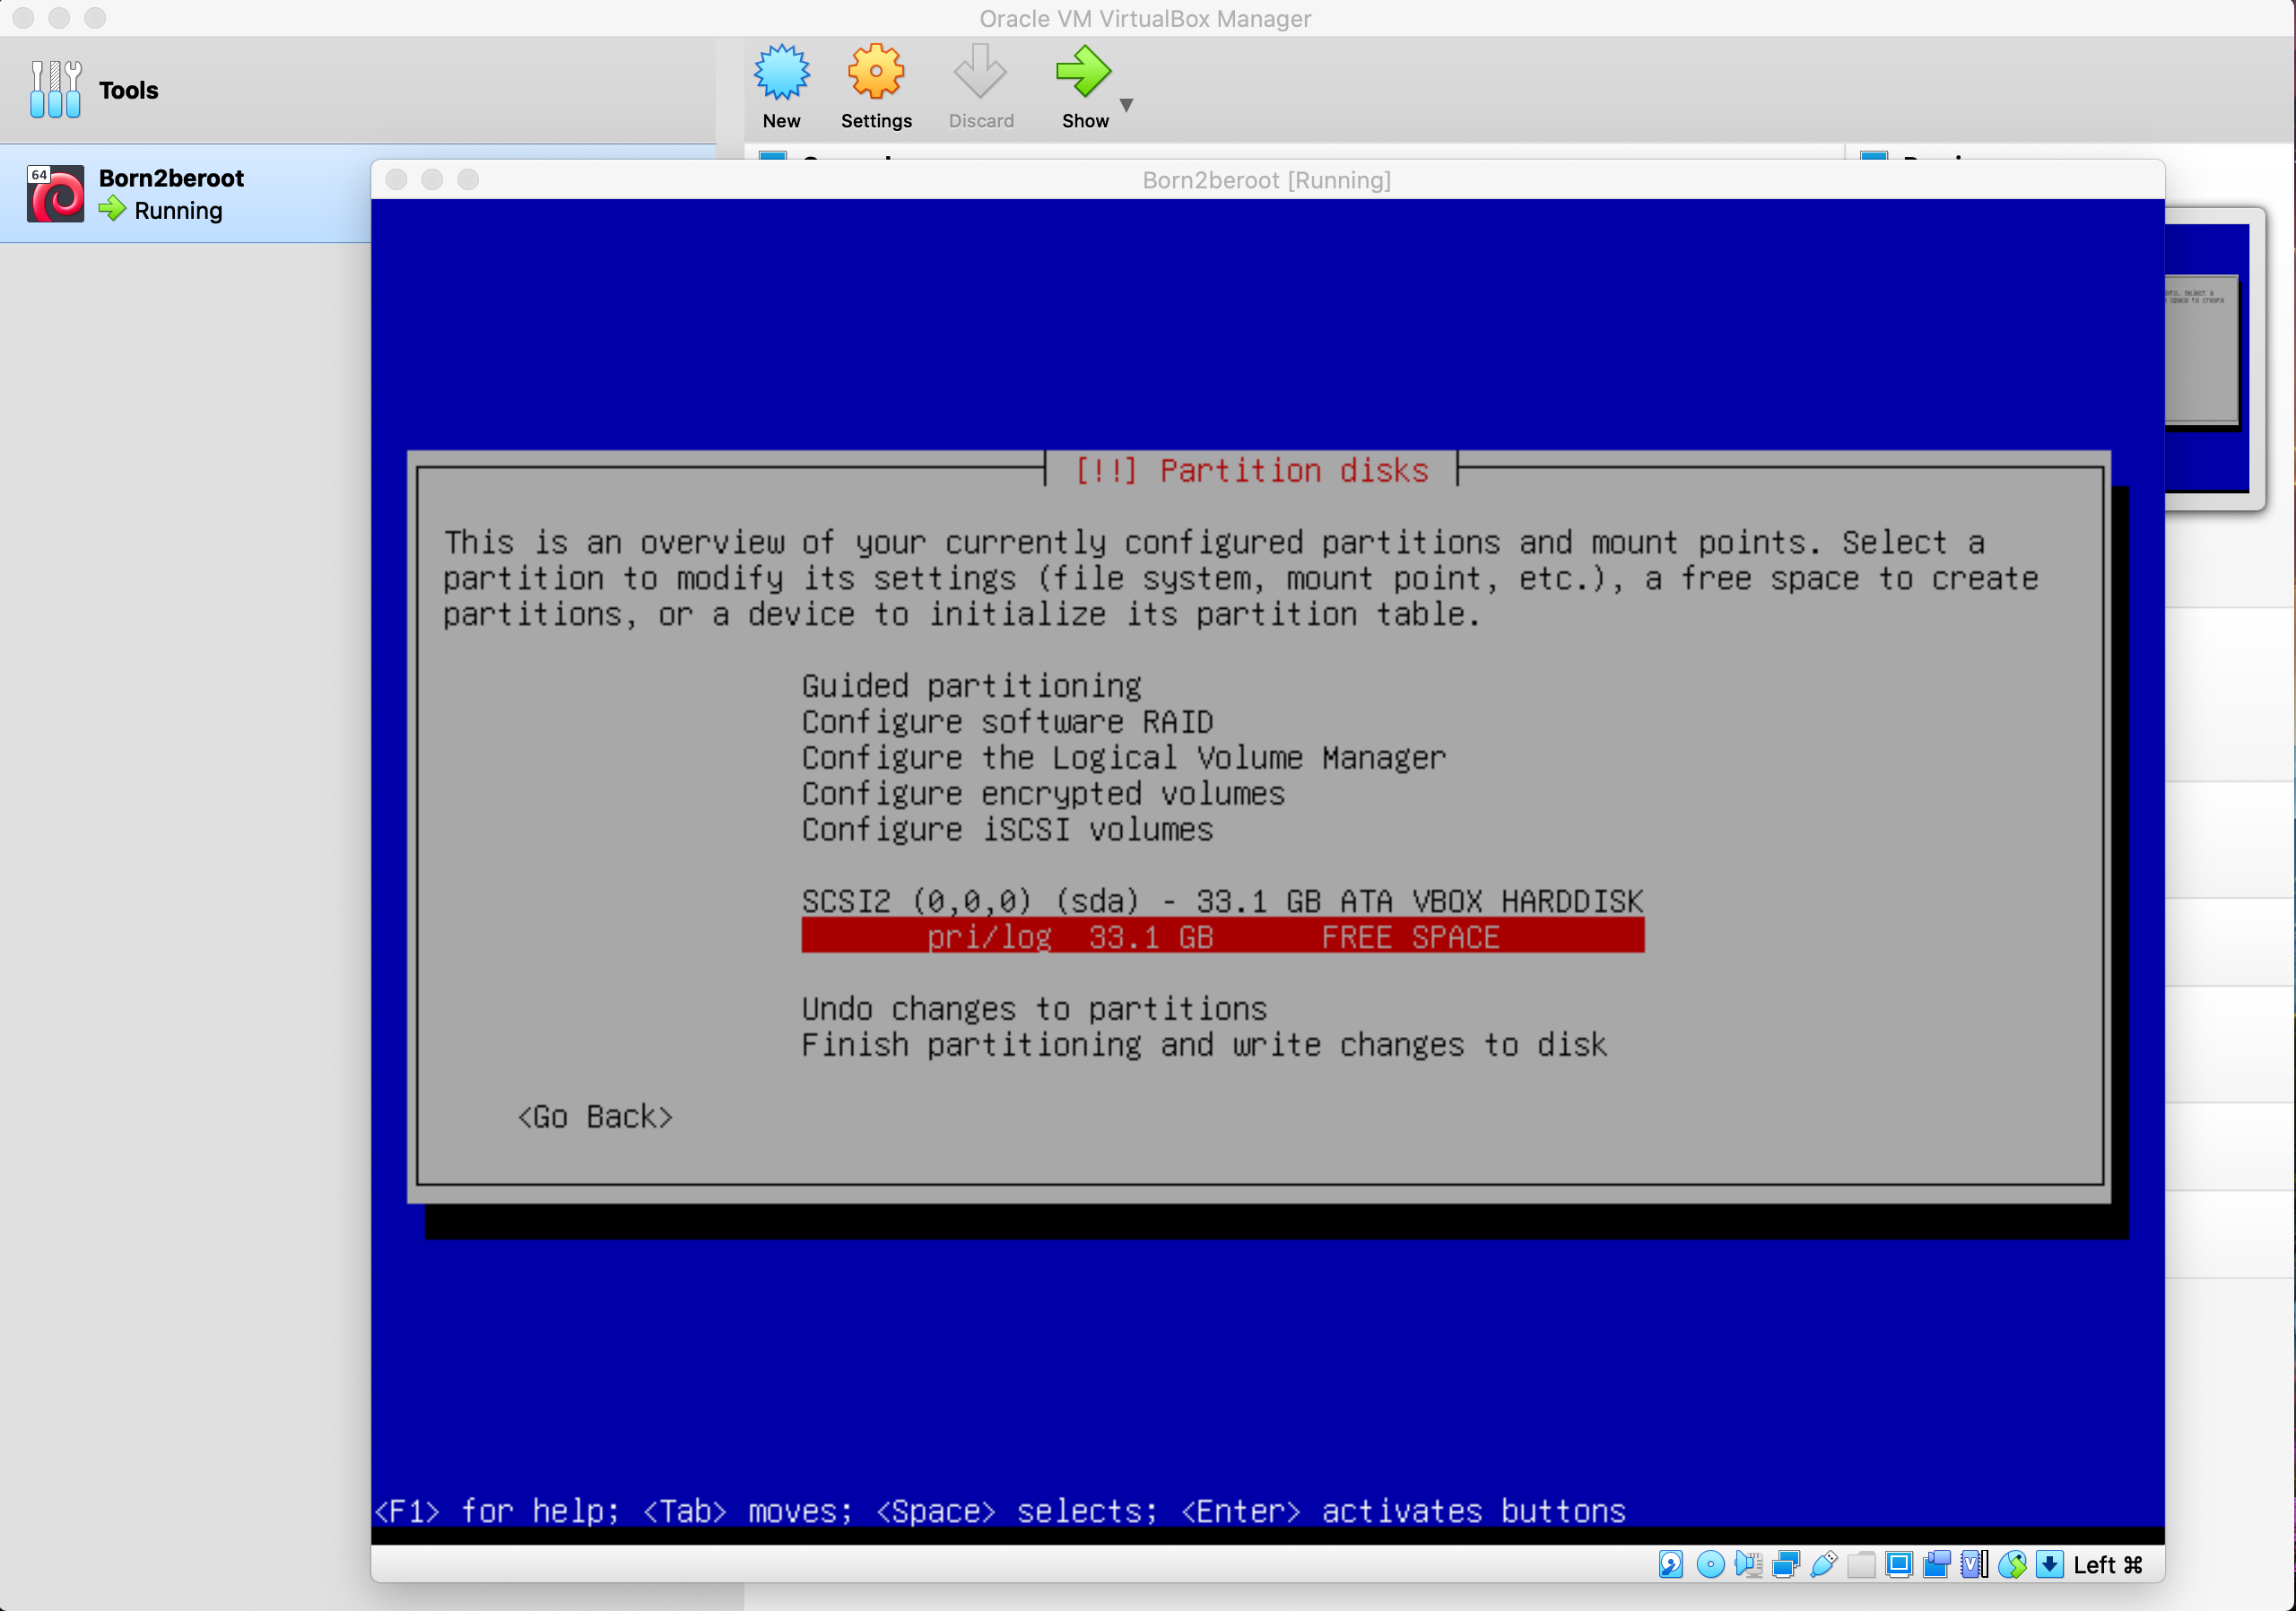 Oracle VM VirtualBox Manager
Tools
New
Settings
Discard
Show
64
Born2beroot
Running
Born2beroot [Running]
[!!] Partition disks
This is an overview of your currently configured partitions and mount points. Select a
partition to modify its settings (file system, mount point, etc.), a free space to create
partitions, or a device to initialize its partition table.
Guided partitioning
Configure software RAID
Configure the Logical Volume Manager
Configure encrypted volumes
Configure iSCSI volumes
SCSI2 (0,0,0) (sda) - 33.1 GB ATA VBOX HARDDISK
pri/log 33.1 GB FREE SPACE
Undo changes to partitions
Finish partitioning and write changes to disk
<Go Back>
<F1> for help; <Tab> moves; <Space> selects; <Enter> activates buttons
Left ⌘